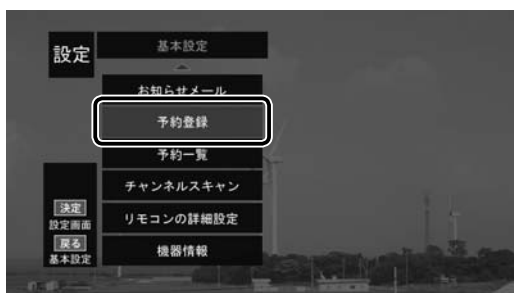 設定
基本設定
お知らせメール
予約登録
予約一覧
チャンネルスキャン
リモコンの詳細設定
機器情報
決定
設定画面
戻る
基本設定